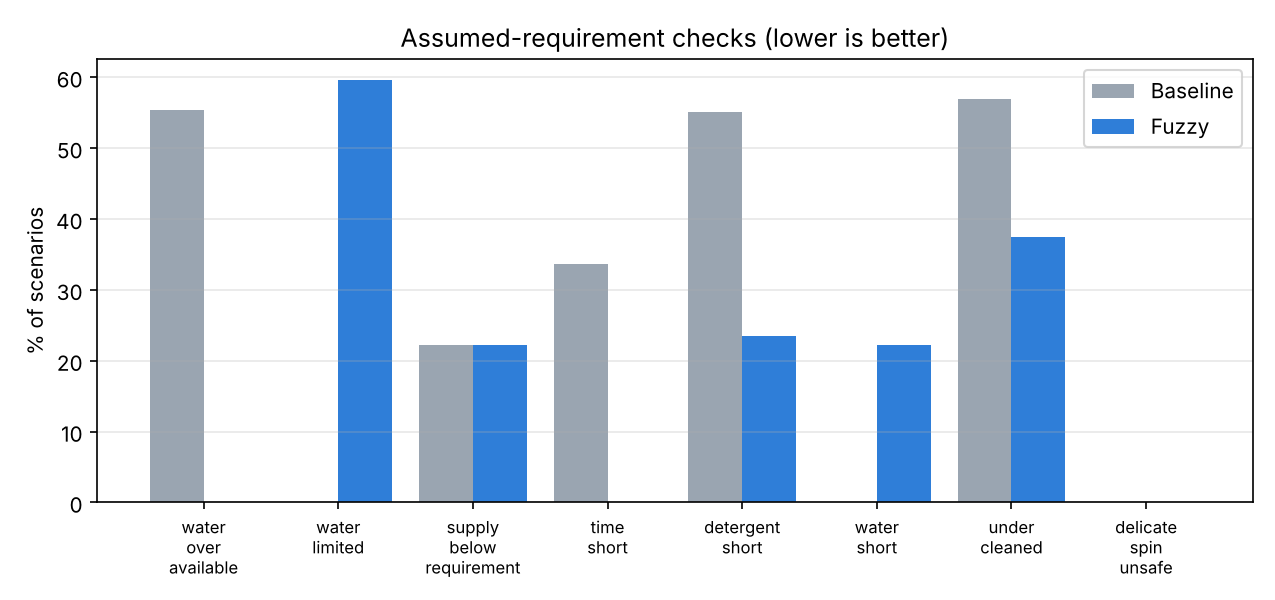 Assumed-requirement checks (lower is better)
% of scenarios
60
50
40
30
20
10
0
Baseline
Fuzzy
water
over
available
water
limited
supply
below
requirement
time
short
detergent
short
water
short
under
cleaned
delicate
spin
unsafe